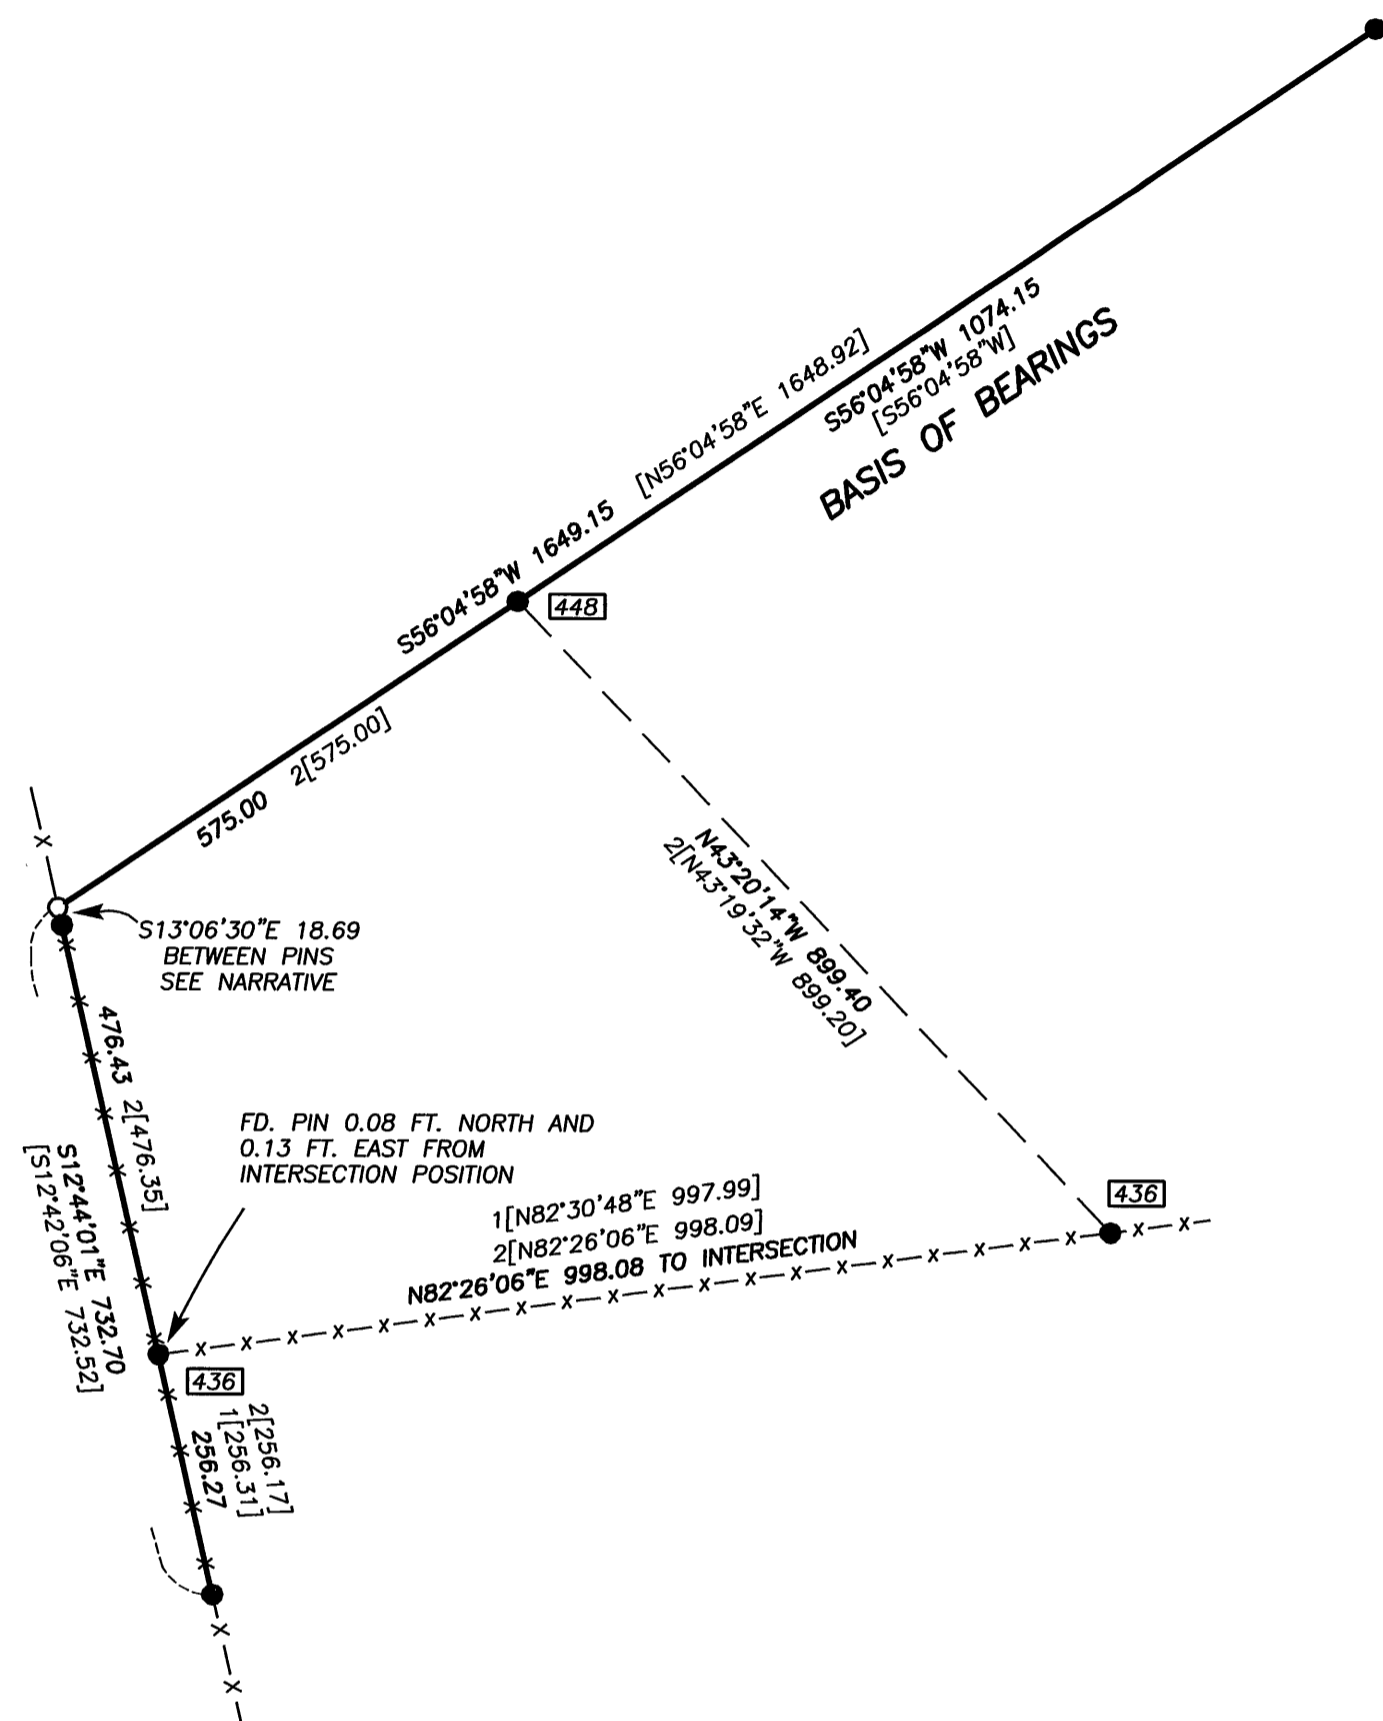 [N56°04'58"E 1648.92]
S56°04'58"W 1074.15
[S56°04'58"W]
BASIS OF BEARINGS
S56°04'58"W 1649.15
448
575.00 2[575.00]
N43°20'14"W 899.40
2[N43°19'32"W 899.20]
X
S13°06'30"E 18.69
BETWEEN PINS
SEE NARRATIVE
476.43 2[476.35]
S12°44'01"E 732.70
[S12°42'06"E 732.52]
FD. PIN 0.08 FT. NORTH AND
0.13 FT. EAST FROM
INTERSECTION POSITION
1[N82°30'48"E 997.99]
2[N82°26'06"E 998.09]
N82°26'06"E 998.08 TO INTERSECTION
436
436
2[256.17]
1[256.31]
256.27
X
X